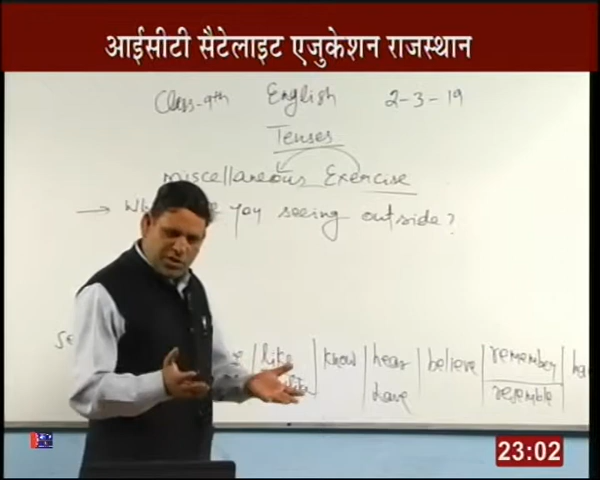 आईसीटी सैटेलाइट एजुकेशन राजस्थान
Class-9th English 2-3-19
Tenses
miscellaneous Exercise
you seeing outside?
like know hear believe remember
have resemble
23:02